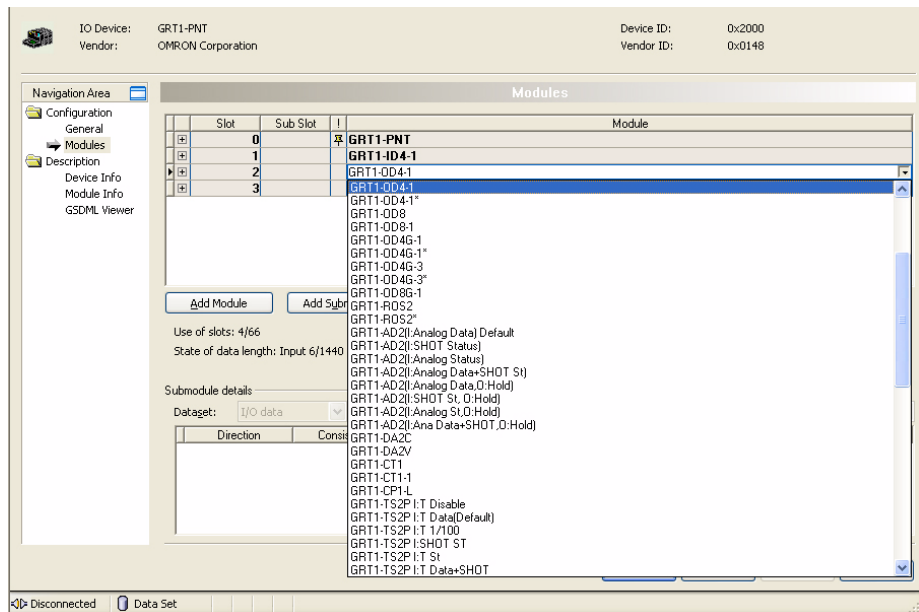 IO Device: GRT1-PNT Device ID: 0x2000
Vendor: OMRON Corporation Vendor ID: 0x0148
Navigation Area
Configuration
General
Modules
Description
Device Info
Module Info
GSDML Viewer
Modules
Slot Sub Slot ! Module
0 GRT1-PNT
1 GRT1-ID4-1
2 GRT1-OD4-1
3
GRT1-OD4-1
GRT1-OD4-1*
GRT1-OD8
GRT1-OD8-1
GRT1-OD4G-1
GRT1-OD4G-1*
GRT1-OD4G-3
GRT1-OD4G-3*
GRT1-OD8G-1
GRT1-ROS2
GRT1-ROS2*
GRT1-AD2(I:Analog Data) Default
GRT1-AD2(I:SHOT Status)
GRT1-AD2(I:Analog Status)
GRT1-AD2(I:Analog Data+SHOT St)
GRT1-AD2(I:Analog Data,O:Hold)
GRT1-AD2(I:SHOT St, O:Hold)
GRT1-AD2(I:Analog St,O:Hold)
GRT1-AD2(I:Ana Data+SHOT,O:Hold)
GRT1-DA2C
GRT1-DA2V
GRT1-CT1
GRT1-CT1-1
GRT1-CP1-L
GRT1-TS2P I:T Disable
GRT1-TS2P I:T Data(Default)
GRT1-TS2P I:T 1/100
GRT1-TS2P I:SHOT ST
GRT1-TS2P I:T St
GRT1-TS2P I:T Data+SHOT
Add Module Add Subr
Use of slots: 4/66
State of data length: Input 6/1440
Submodule details
Dataset: I/O data
Direction Consis
Disconnected Data Set